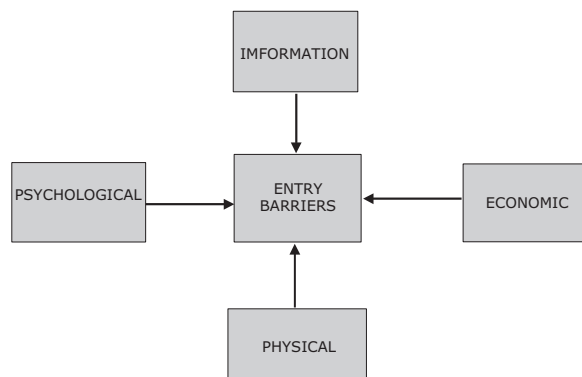 IMFORMATION
PSYCHOLOGICAL
ENTRY
BARRIERS
ECONOMIC
PHYSICAL